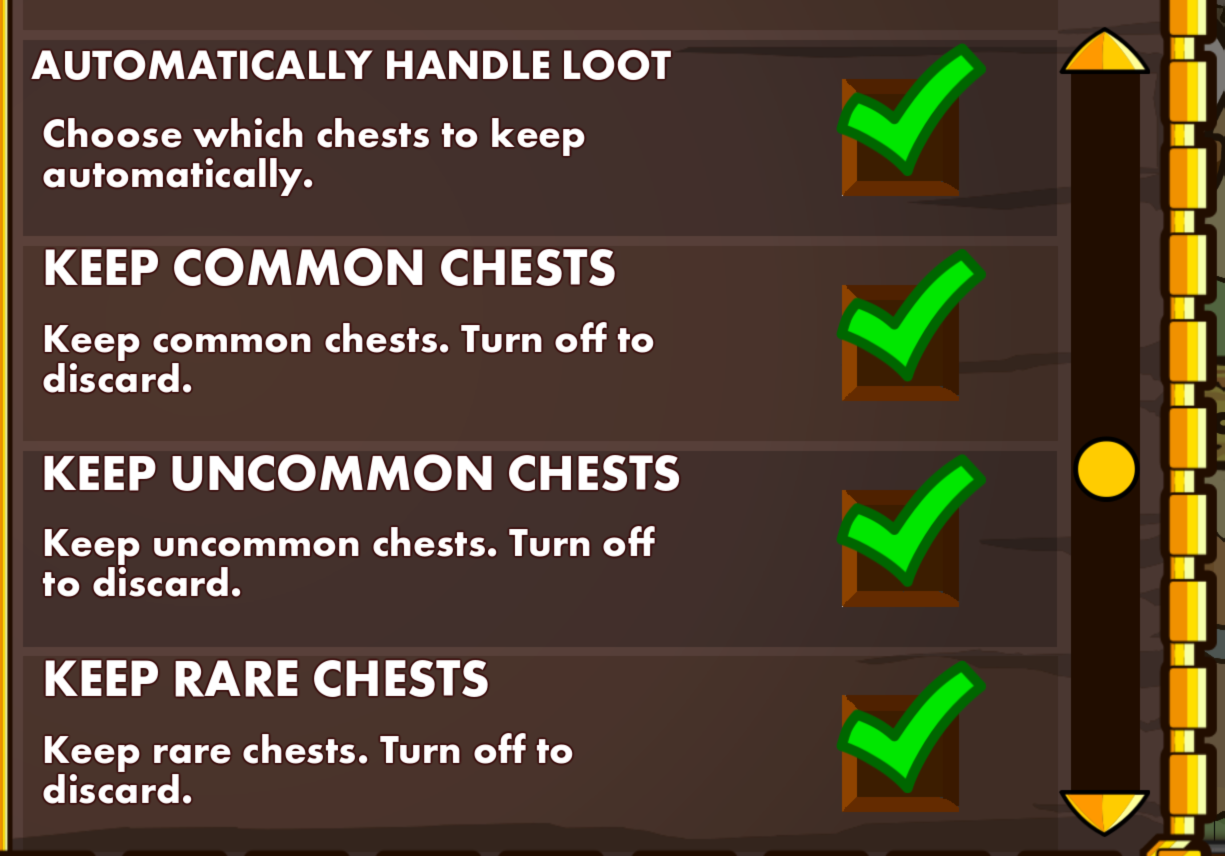 AUTOMATICALLY HANDLE LOOT
Choose which chests to keep
automatically.
KEEP COMMON CHESTS
Keep common chests. Turn off to
discard.
KEEP UNCOMMON CHESTS
Keep uncommon chests. Turn off
to discard.
KEEP RARE CHESTS
Keep rare chests. Turn off to
discard.